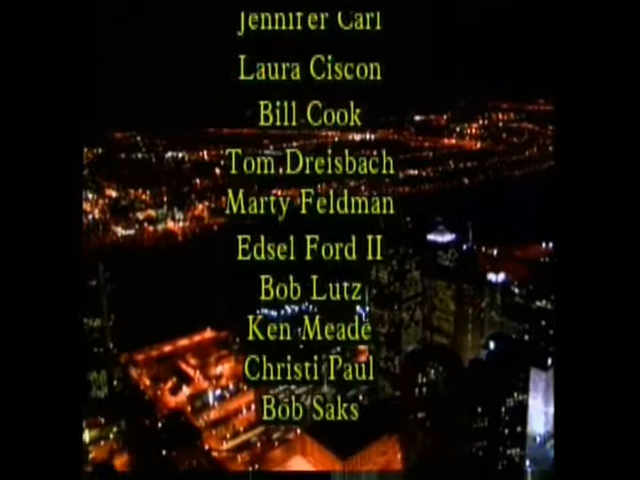 Jennifer Carl
Laura Ciscon
Bill Cook
Tom Dreisbach
Marty Feldman
Edsel Ford II
Bob Lutz
Ken Meade
Christi Paul
Bob Saks